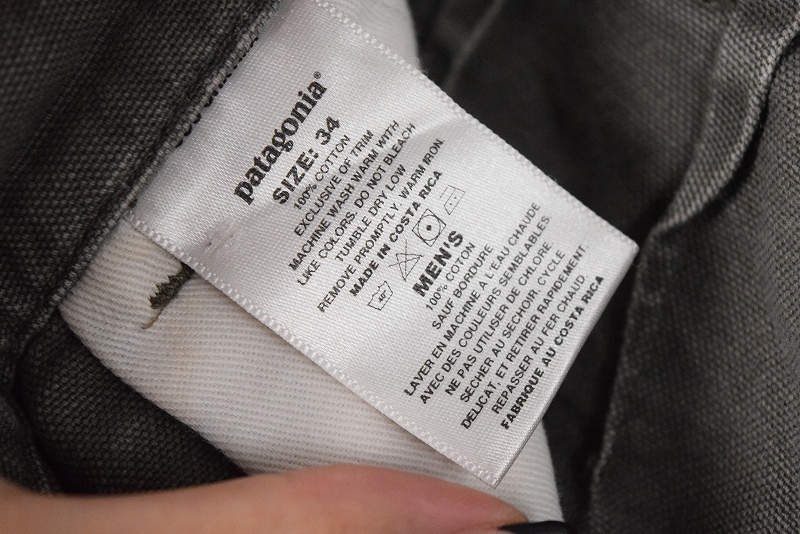 patagonia®
SIZE: 34
100% COTTON
EXCLUSIVE OF TRIM
MACHINE WASH WARM WITH
LIKE COLORS. DO NOT BLEACH
TUMBLE DRY LOW
REMOVE PROMPTLY. WARM IRON.
MADE IN COSTA RICA
40°
MEN'S
100% COTON
SAUF BORDURE.
LAVER EN MACHINE A L'EAU CHAUDE
AVEC DES COULEURS SEMBLABLES.
NE PAS UTILISER DE CHLORE.
SECHER AU SECHOIR, CYCLE
DELICAT, ET RETIRER RAPIDEMENT.
REPASSER AU FER CHAUD.
FABRIQUE AU COSTA RICA